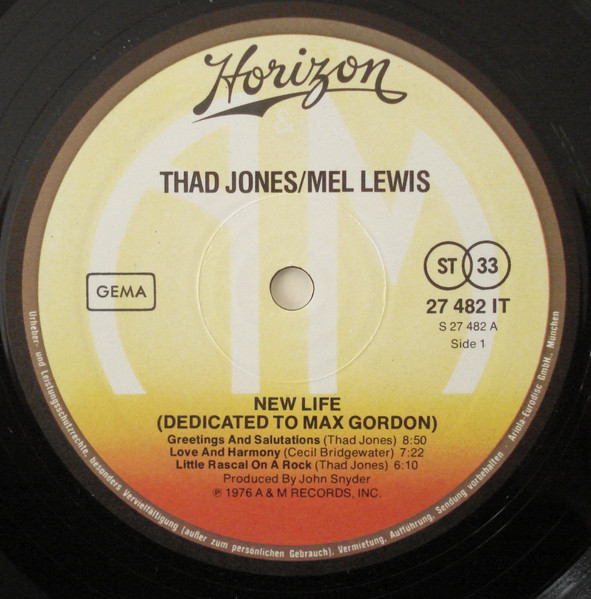 Horizon
THAD JONES/MEL LEWIS
GEMA
ST 33
27 482 IT
S 27 482 A
Side 1
NEW LIFE
(DEDICATED TO MAX GORDON)
Greetings And Salutations (Thad Jones) 8:50
Love And Harmony (Cecil Bridgewater) 7:22
Little Rascal On A Rock (Thad Jones) 6:10
Produced By John Snyder
℗ 1976 A & M RECORDS, INC.
Urheber- und Leistungsschutzrechte, besonders Vervielfältigung (außer zum persönlichen Gebrauch), Vermietung, Aufführung, Sendung vorbehalten · Ariola-Eurodisc GmbH., München